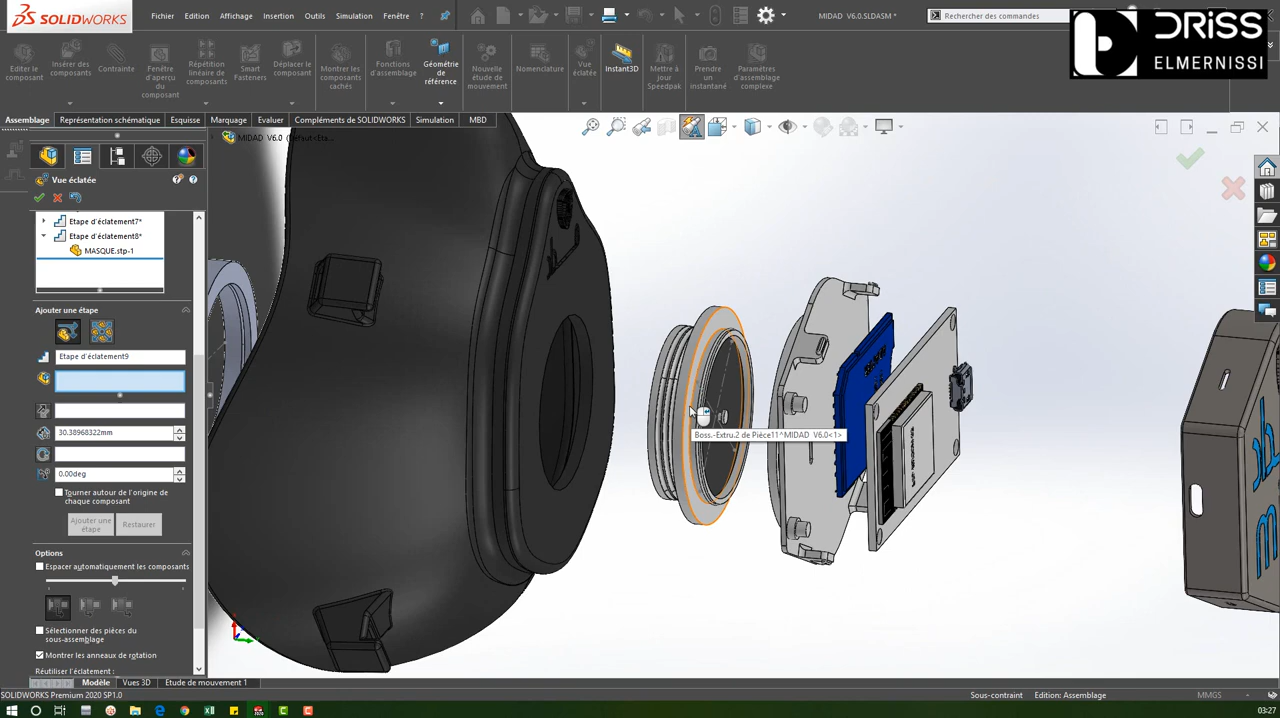 SOLIDWORKS
Fichier Edition Affichage Insertion Outils Simulation Fenêtre ?
MIDAD V6.0.SLDASM *
Rechercher des commandes
DRISS
ELMERNISSI
Editer le composant
Insérer des composants
Contrainte
Fenêtre d'aperçu du composant
Répétition linéaire de composants
Smart Fasteners
Déplacer le composant
Montrer les composants cachés
Fonctions d'assemblage
Géométrie de référence
Nouvelle étude de mouvement
Nomenclature
Vue éclatée
Instant3D
Mettre à jour Speedpak
Prendre un instantané
Paramètres d'assemblage complexe
Assemblage Représentation schématique Esquisse Marquage Evaluer Compléments de SOLIDWORKS Simulation MBD
MIDAD V6.0 (Défaut<Eta...
Vue éclatée
Etape d'éclatement7*
Etape d'éclatement8*
MASQUE.stp-1
Ajouter une étape
Etape d'éclatement9
30.38968322mm
0.00deg
Tourner autour de l'origine de
chaque composant
Ajouter une
étape
Restaurer
Options
Espacer automatiquement les composants
Sélectionner des pièces du
sous-assemblage
Montrer les anneaux de rotation
Réutiliser l'éclatement :
Boss.-Extru.2 de Pièce11^MIDAD V6.0<1>
Modèle Vues 3D Etude de mouvement 1
SOLIDWORKS Premium 2020 SP1.0
Sous-contraint
Edition: Assemblage
MMGS
03:27